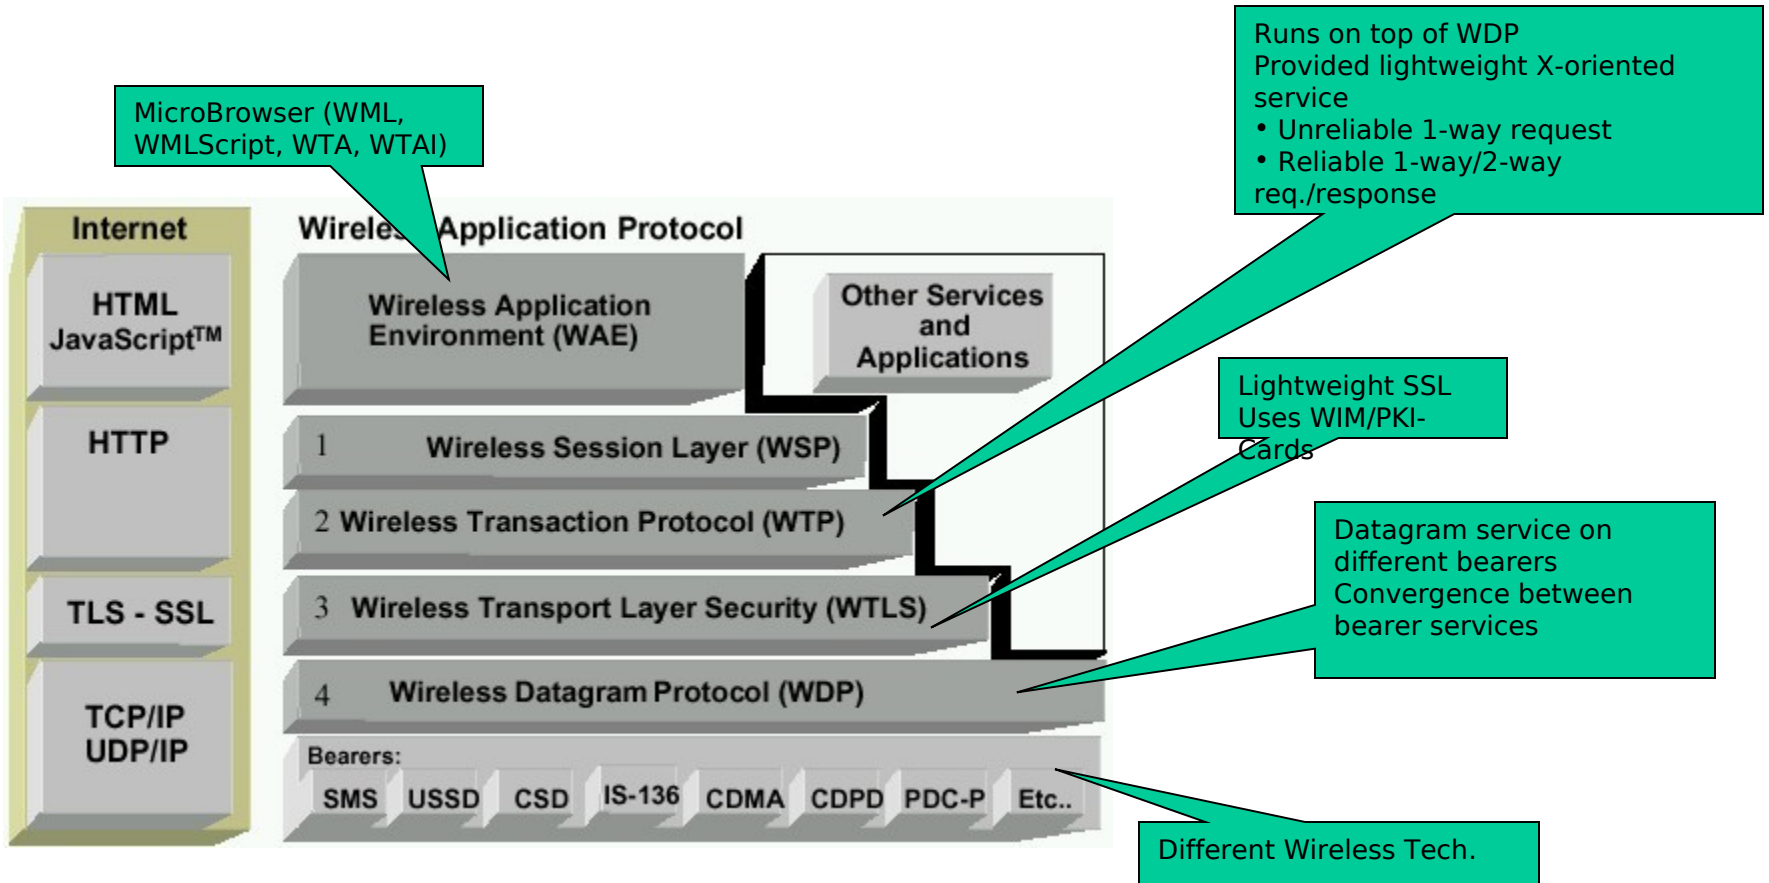 Runs on top of WDP
Provided lightweight X-oriented
service
• Unreliable 1-way request
• Reliable 1-way/2-way
req./response
MicroBrowser (WML,
WMLScript, WTA, WTAI)
Internet
HTML
JavaScript™
HTTP
TLS - SSL
TCP/IP
UDP/IP
Wireless Application Protocol
Wireless Application
Environment (WAE)
Other Services
and
Applications
1 Wireless Session Layer (WSP)
2 Wireless Transaction Protocol (WTP)
3 Wireless Transport Layer Security (WTLS)
4 Wireless Datagram Protocol (WDP)
Bearers:
SMS USSD CSD IS-136 CDMA CDPD PDC-P Etc..
Lightweight SSL
Uses WIM/PKI-
Cards
Datagram service on
different bearers
Convergence between
bearer services
Different Wireless Tech.